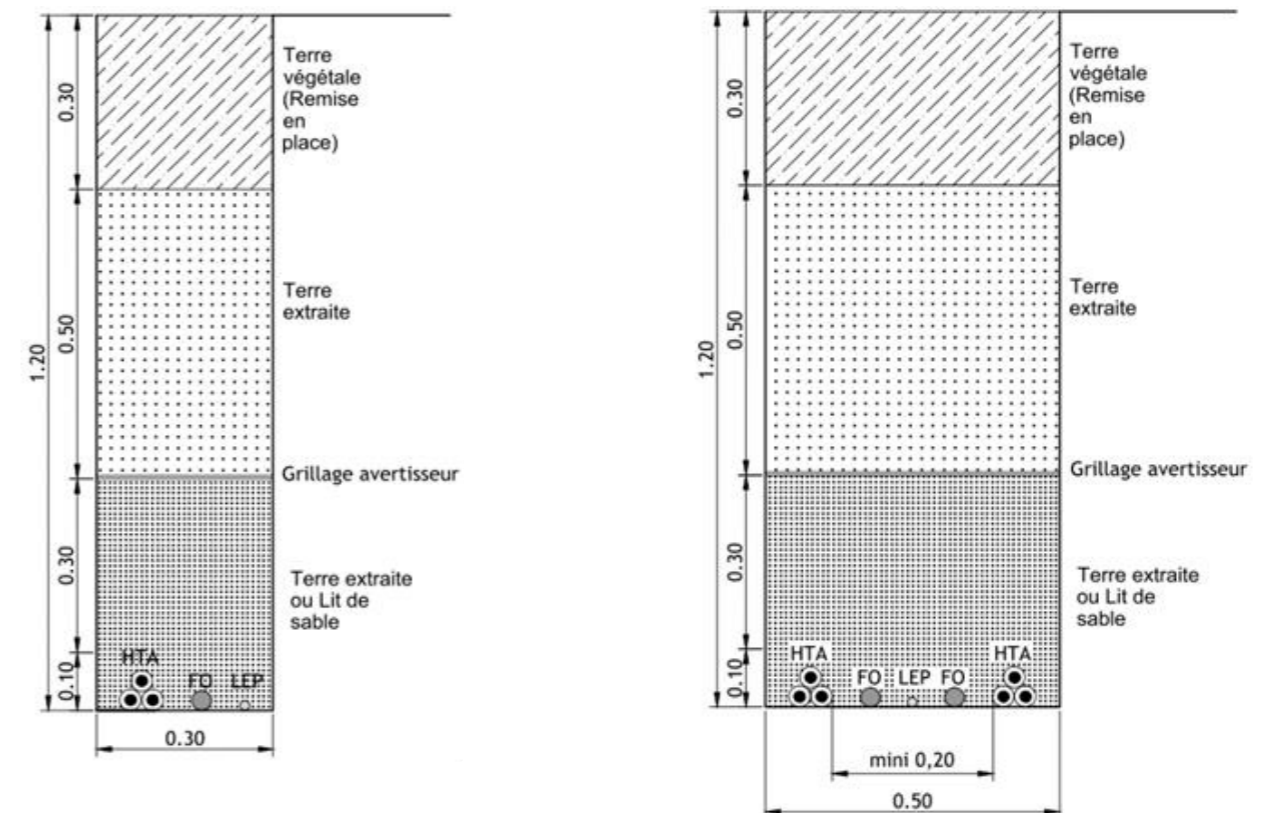 1.20
0.30
0.50
0.30
0.10
Terre
végétale
(Remise
en
place)
Terre
extraite
Grillage avertisseur
Terre extraite
ou Lit de
sable
HTA
FO
LEP
0.30
1.20
0.30
0.50
0.30
0.10
Terre
végétale
(Remise
en
place)
Terre
extraite
Grillage avertisseur
Terre extraite
ou Lit de
sable
HTA
FO
LEP
FO
HTA
mini 0,20
0.50